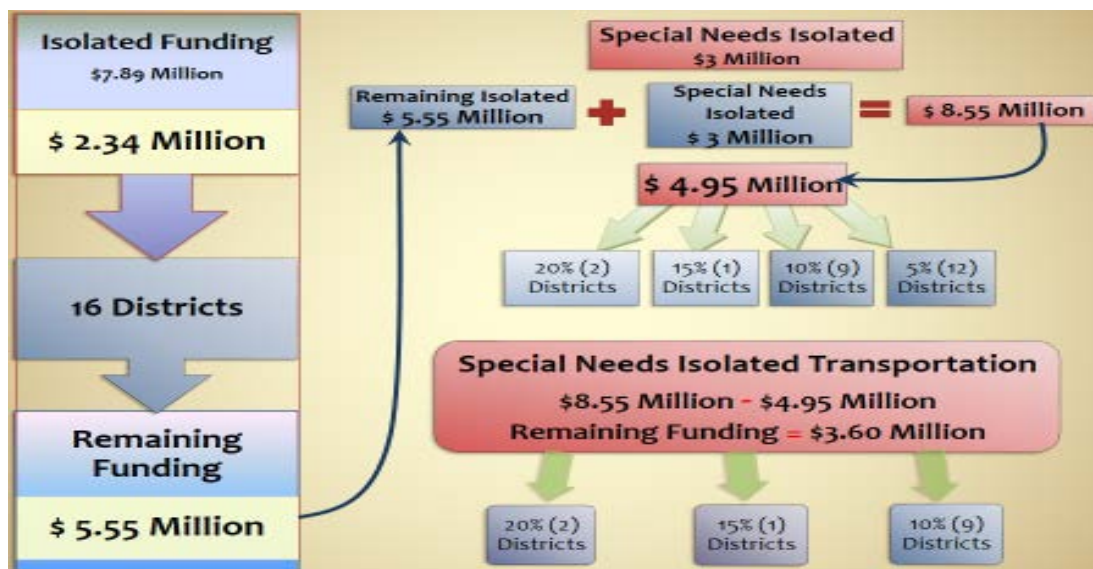 Isolated Funding
$7.89 Million
$ 2.34 Million
16 Districts
Remaining
Funding
$ 5.55 Million
Special Needs Isolated
$3 Million
Remaining Isolated
$ 5.55 Million
+
Special Needs
Isolated
$ 3 Million
=
$ 8.55 Million
$ 4.95 Million
20% (2)
Districts
15% (1)
Districts
10% (9)
Districts
5% (12)
Districts
Special Needs Isolated Transportation
$8.55 Million - $4.95 Million
Remaining Funding = $3.60 Million
20% (2)
Districts
15% (1)
Districts
10% (9)
Districts